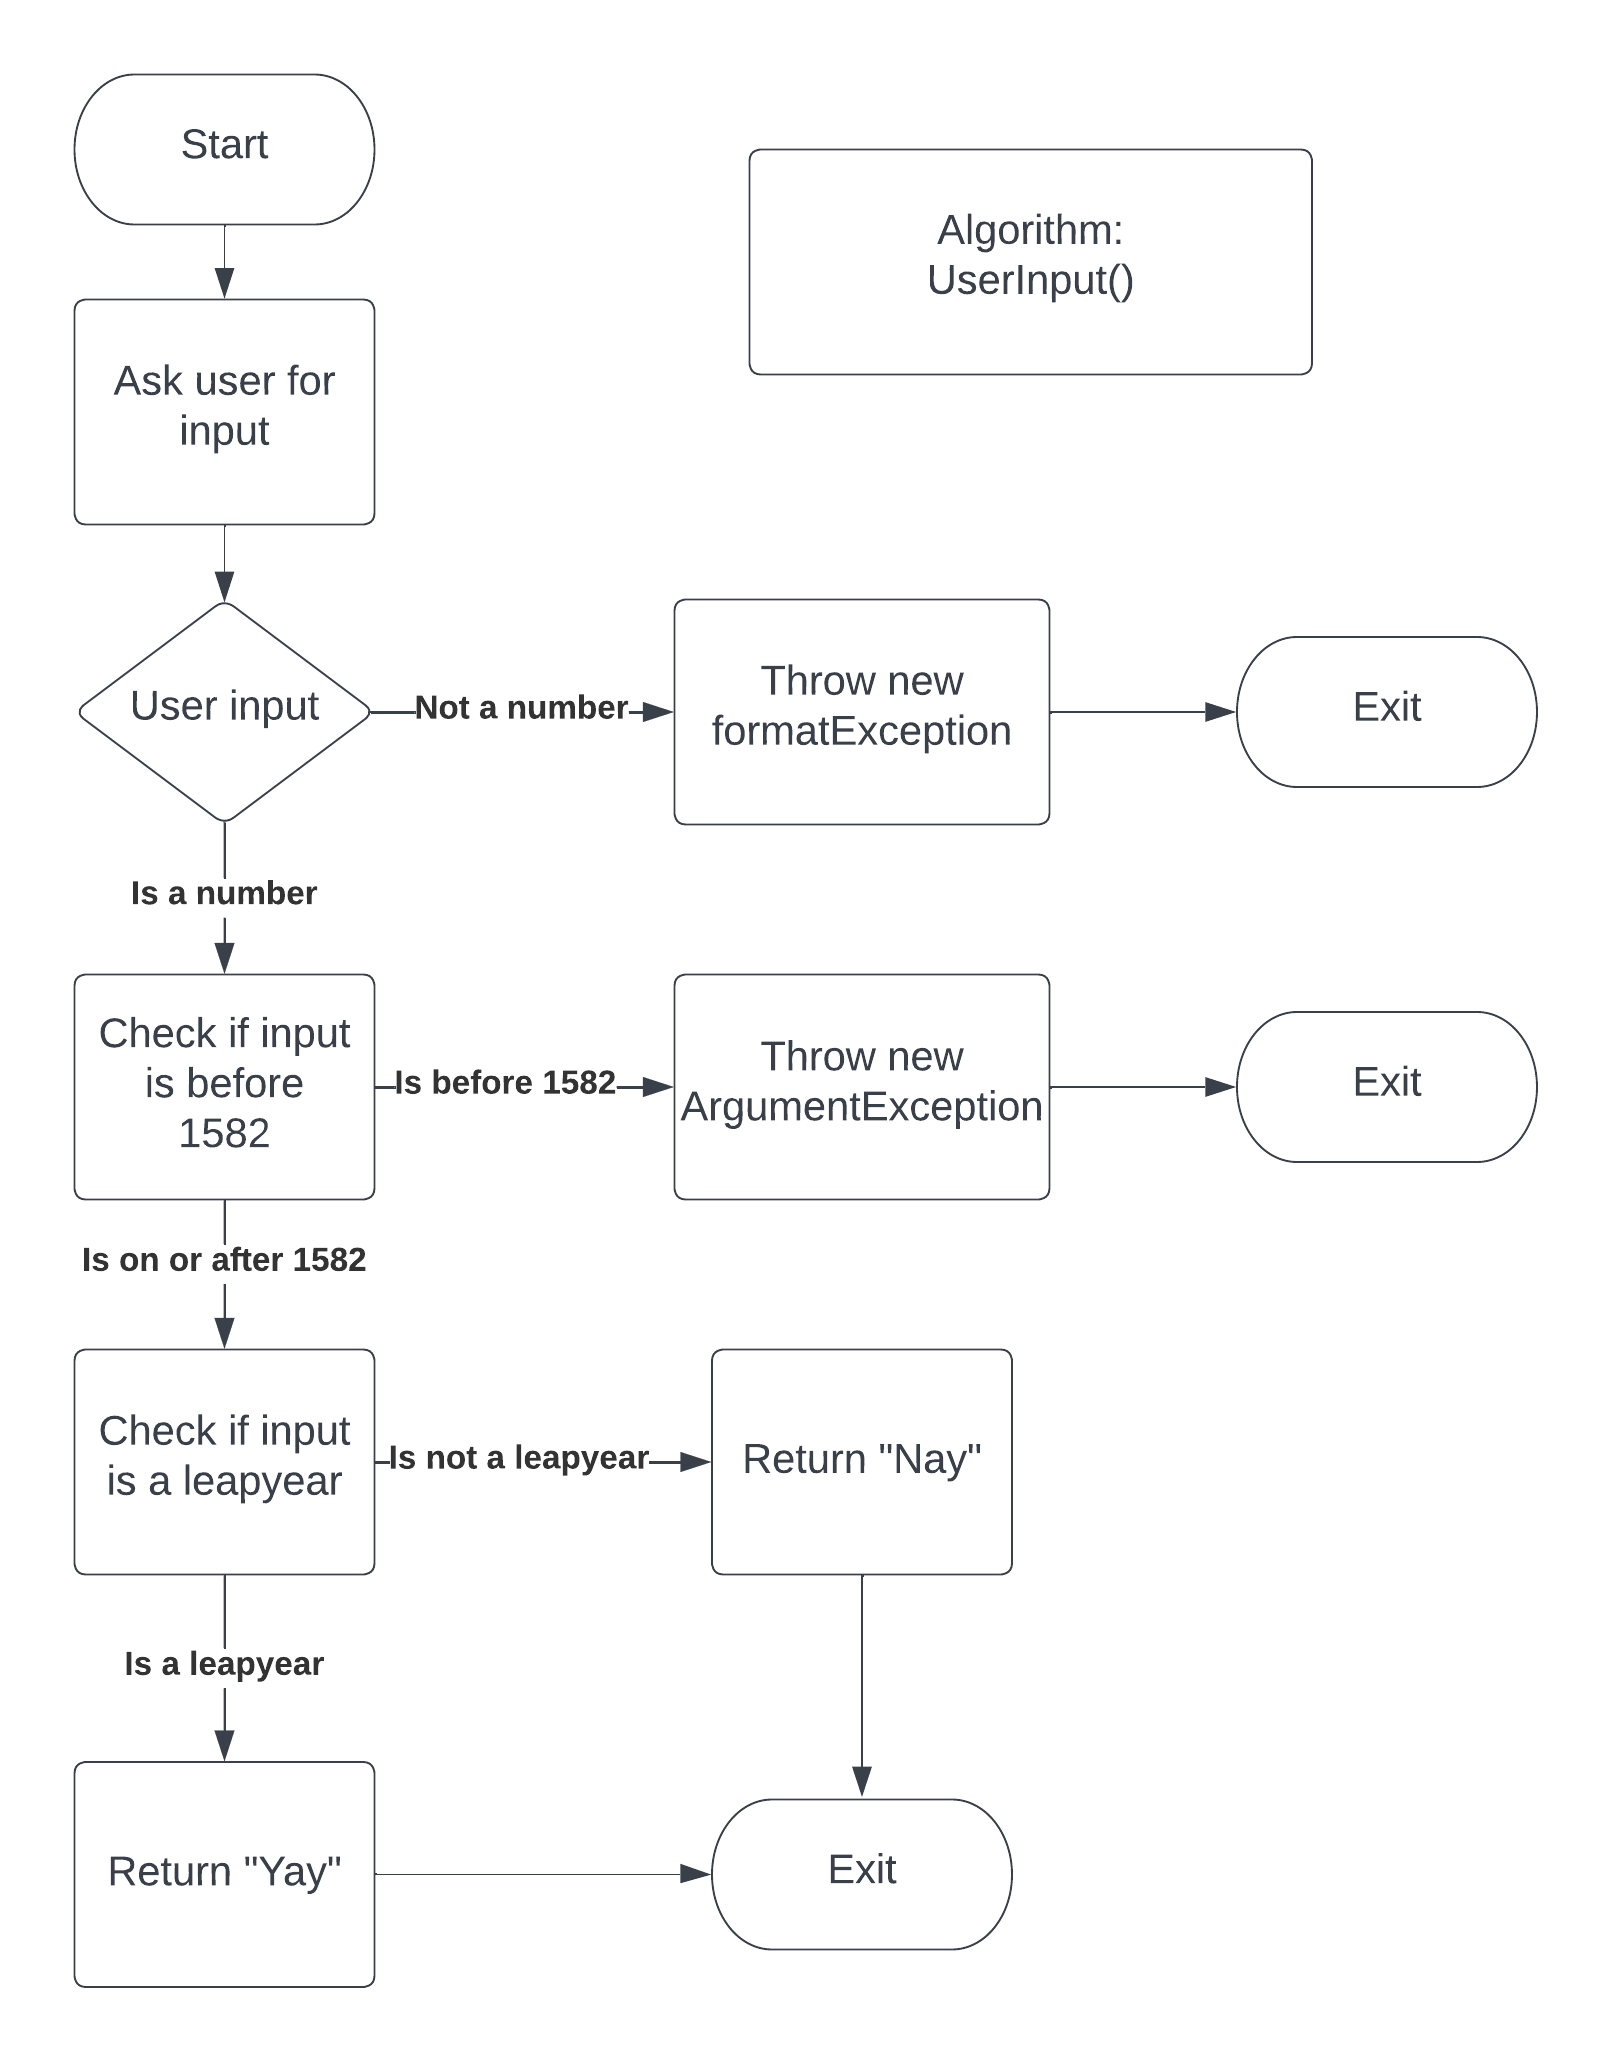 Start
Algorithm:
UserInput()
Ask user for
input
User input
Not a number
Throw new
formatException
Exit
Is a number
Check if input
is before
1582
Is before 1582
Throw new
ArgumentException
Exit
Is on or after 1582
Check if input
is a leapyear
Is not a leapyear
Return "Nay"
Is a leapyear
Return "Yay"
Exit